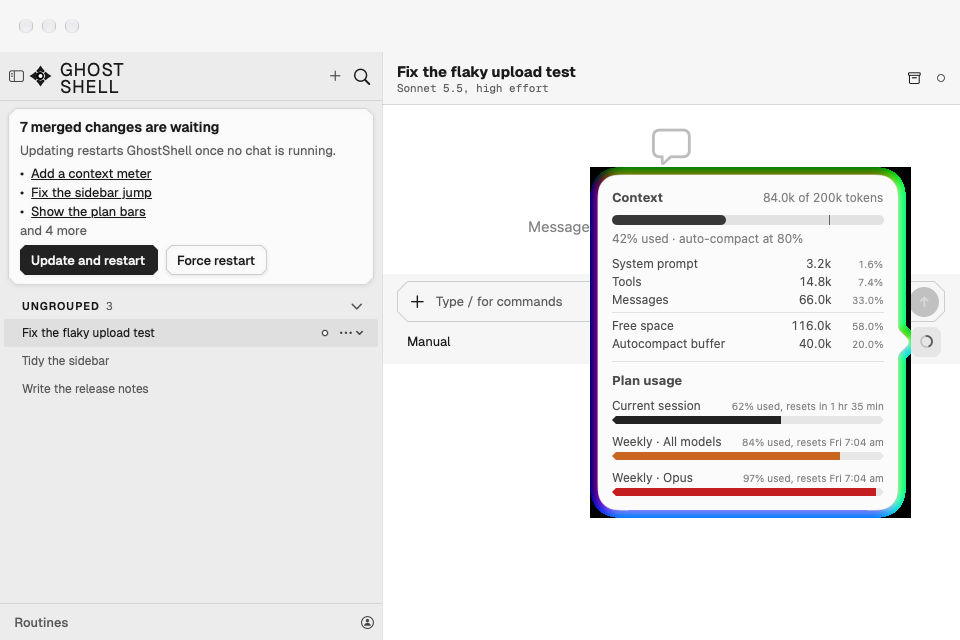 GHOST
SHELL
7 merged changes are waiting
Updating restarts GhostShell once no chat is running.
• Add a context meter
• Fix the sidebar jump
• Show the plan bars
and 4 more
Update and restart
Force restart
UNGROUPED 3
Fix the flaky upload test
Tidy the sidebar
Write the release notes
Routines
Fix the flaky upload test
Sonnet 5.5, high effort
Message
Type / for commands
Manual
Context 84.0k of 200k tokens
42% used · auto-compact at 80%
System prompt 3.2k 1.6%
Tools 14.8k 7.4%
Messages 66.0k 33.0%
Free space 116.0k 58.0%
Autocompact buffer 40.0k 20.0%
Plan usage
Current session 62% used, resets in 1 hr 35 min
Weekly · All models 84% used, resets Fri 7:04 am
Weekly · Opus 97% used, resets Fri 7:04 am